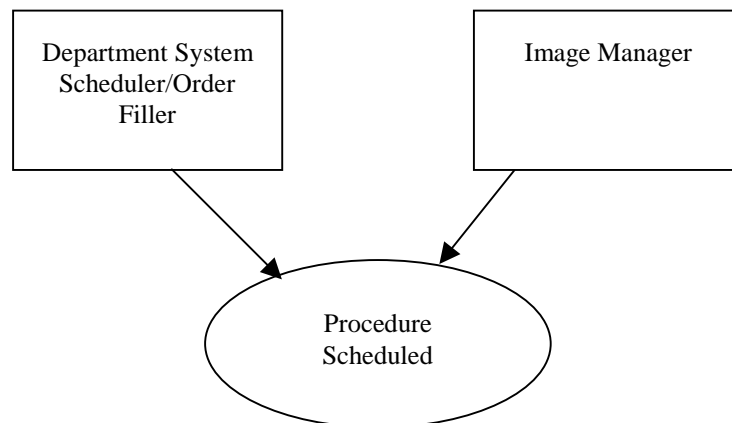 Department System
Scheduler/Order
Filler
Image Manager
Procedure
Scheduled